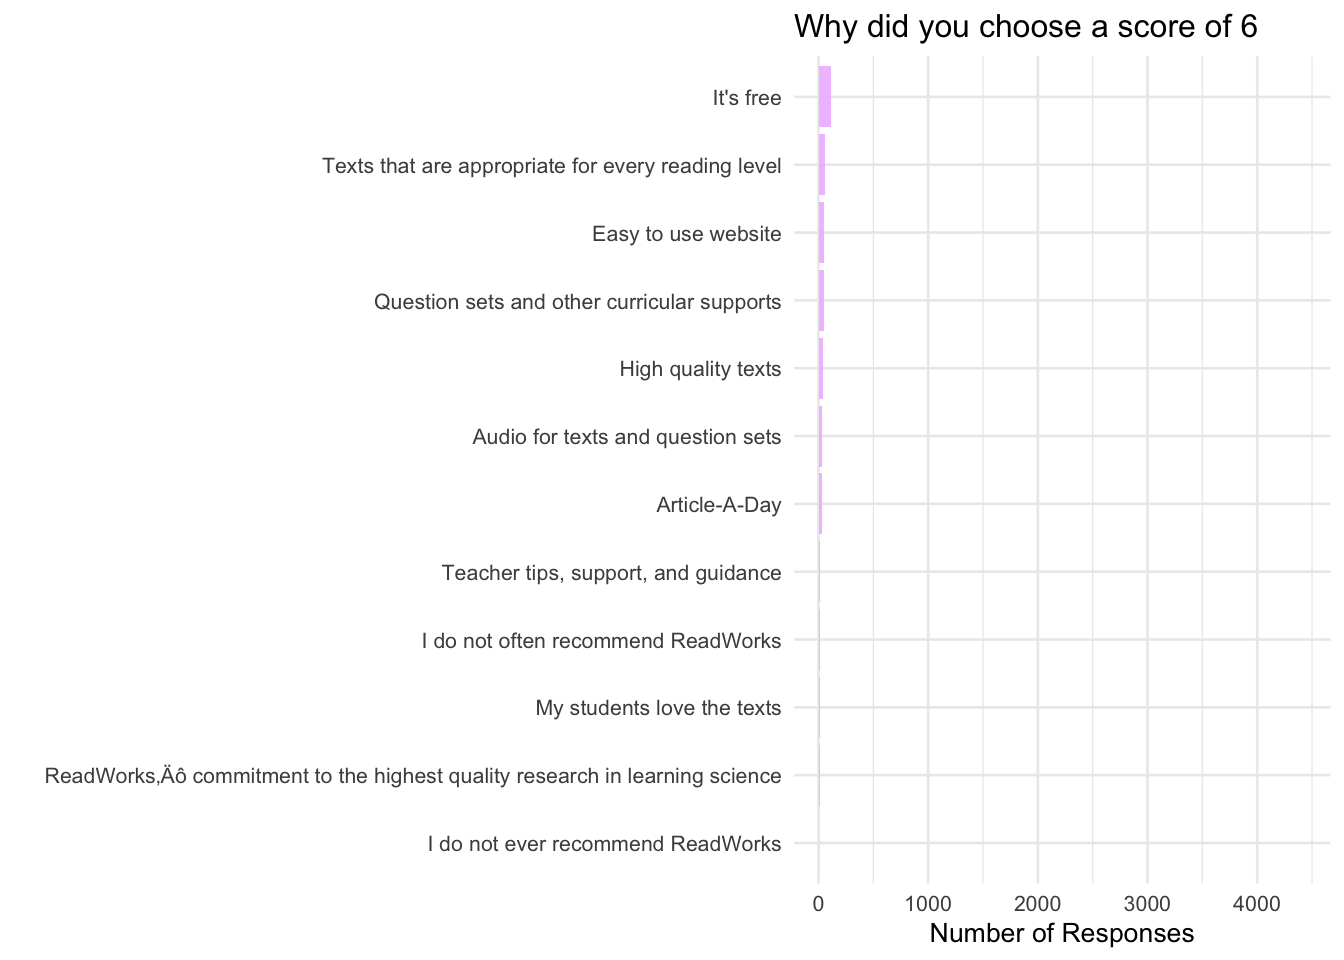 Why did you choose a score of 6
It's free
Texts that are appropriate for every reading level
Easy to use website
Question sets and other curricular supports
High quality texts
Audio for texts and question sets
Article-A-Day
Teacher tips, support, and guidance
I do not often recommend ReadWorks
My students love the texts
ReadWorks‚Äô commitment to the highest quality research in learning science
I do not ever recommend ReadWorks
0 1000 2000 3000 4000
Number of Responses